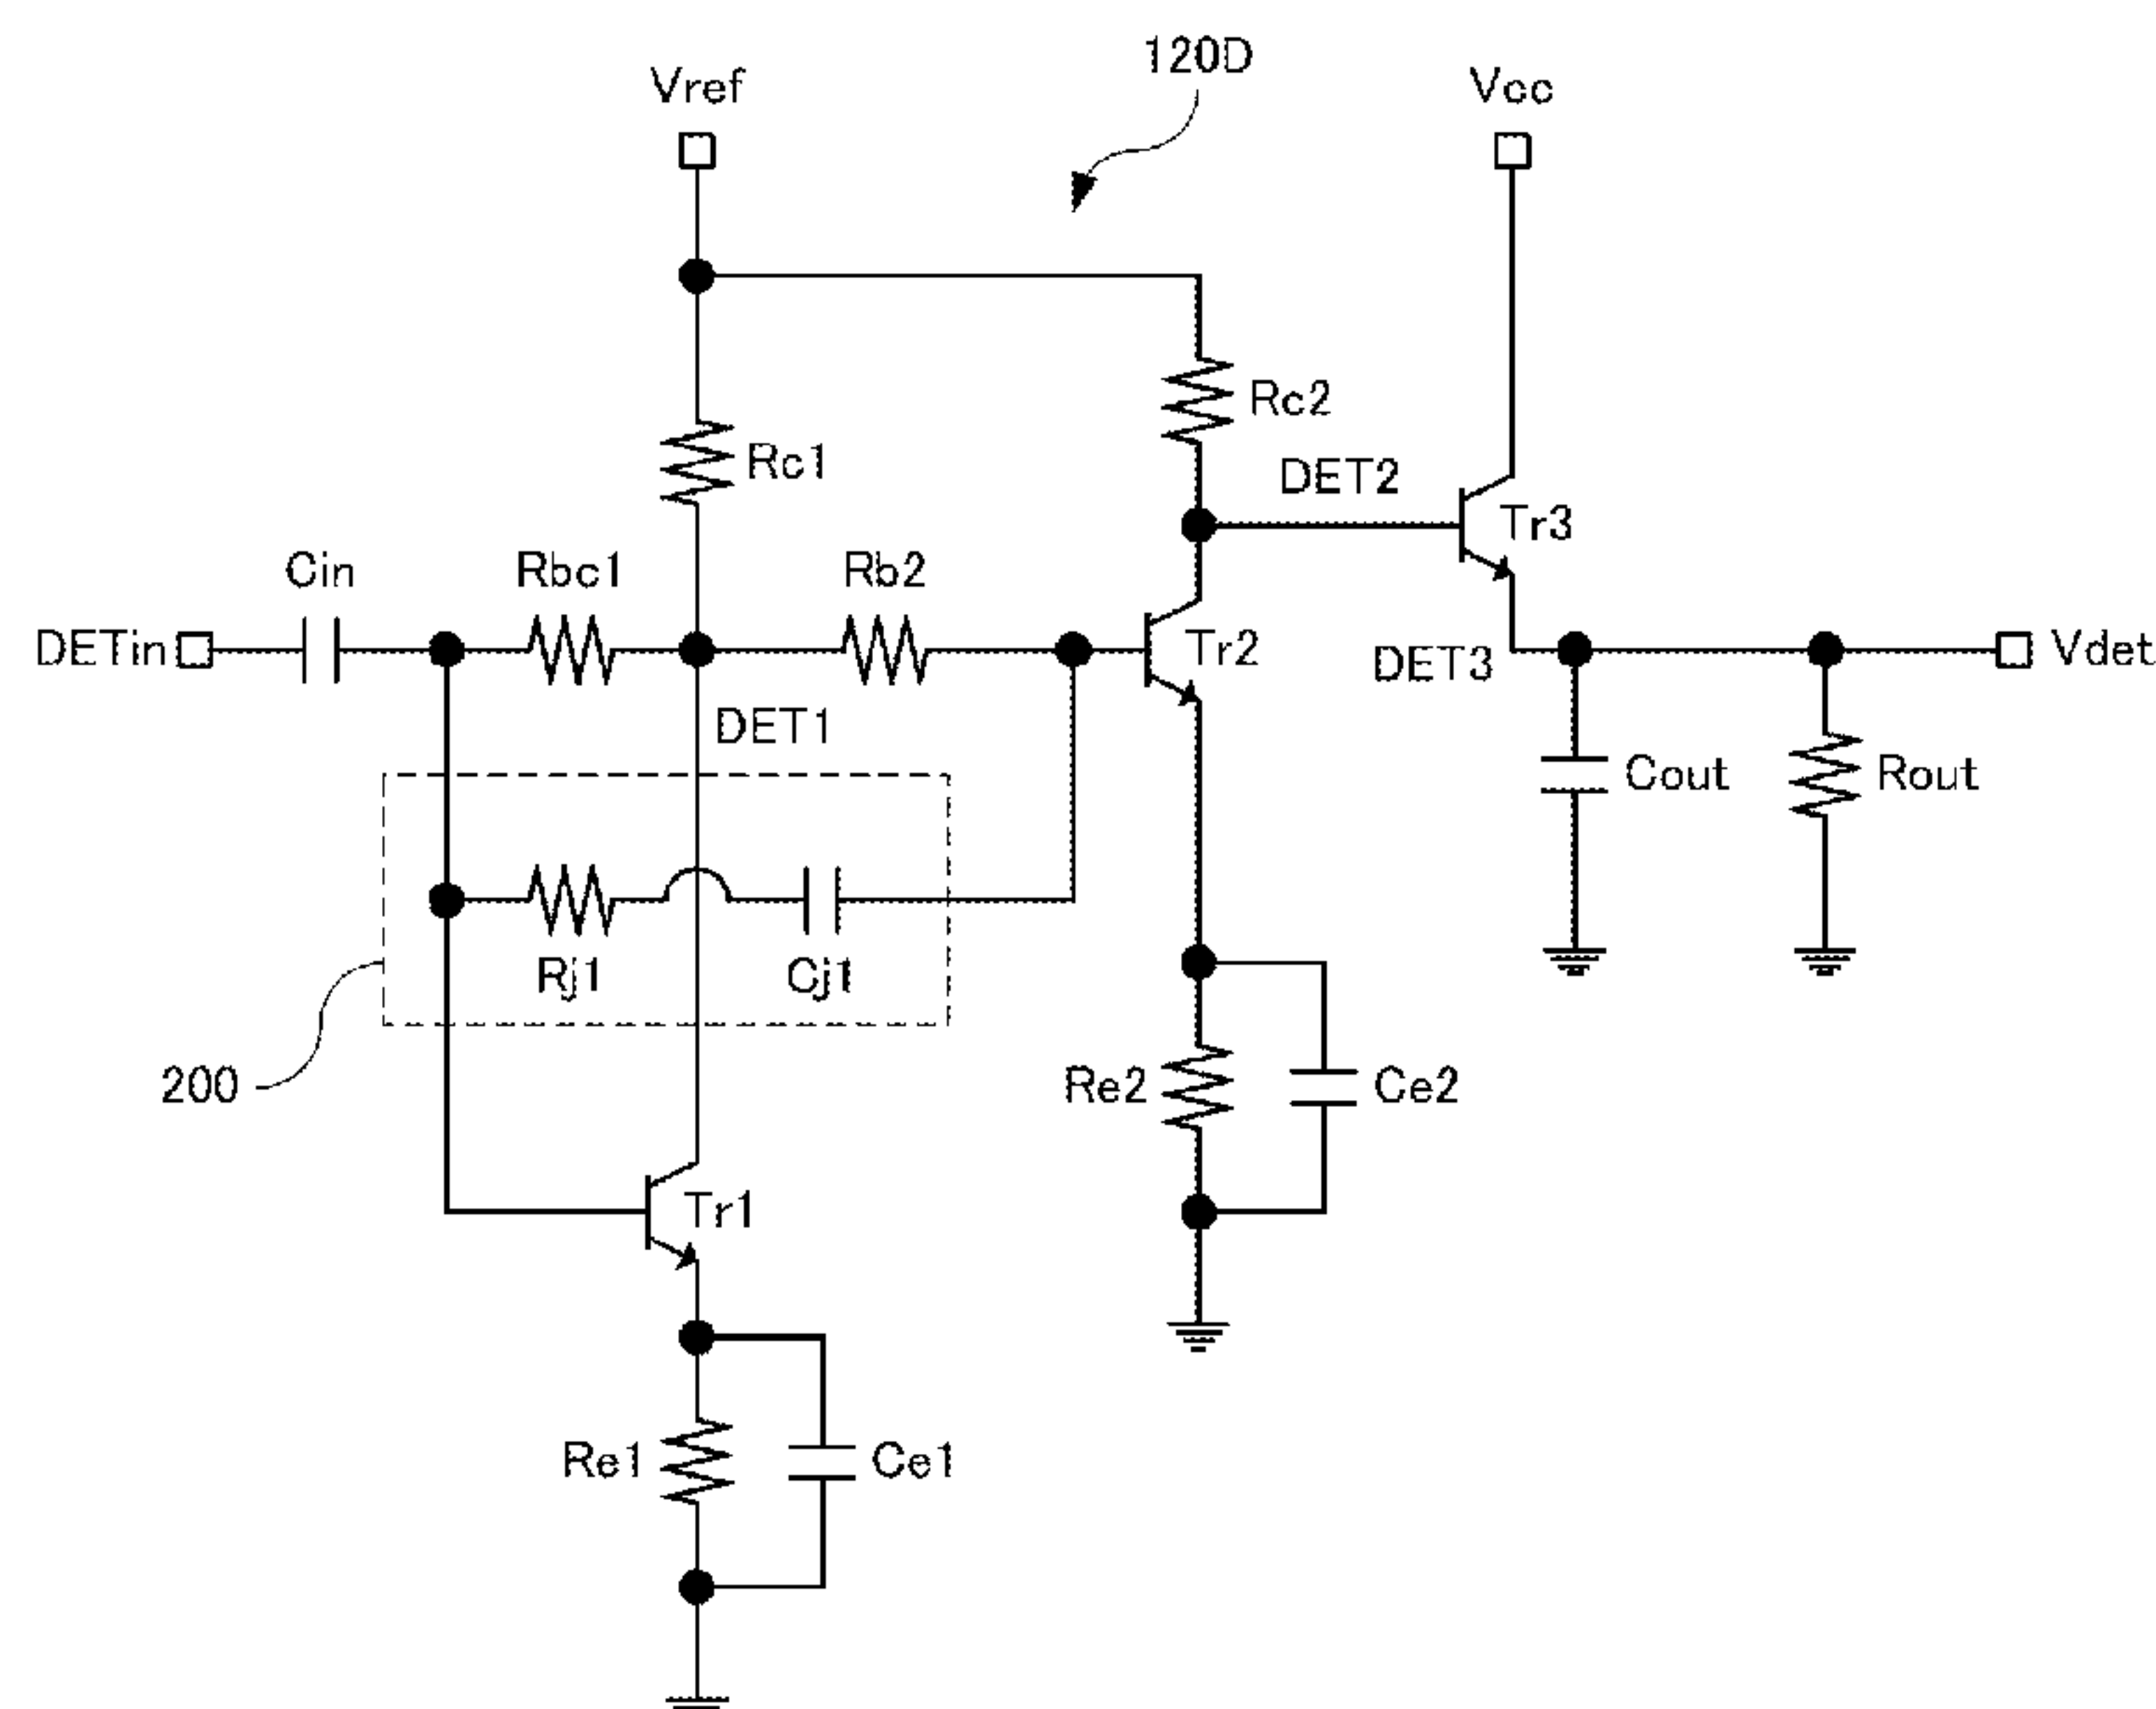 120D
Vref
Vcc
Rc2
Rc1
DET2
Tr3
Cin
Rbc1
Rb2
DETin
Tr2
DET3
Vdet
DET1
Cout
Rout
Rj1
Cj1
200
Re2
Ce2
Tr1
Re1
Ce1